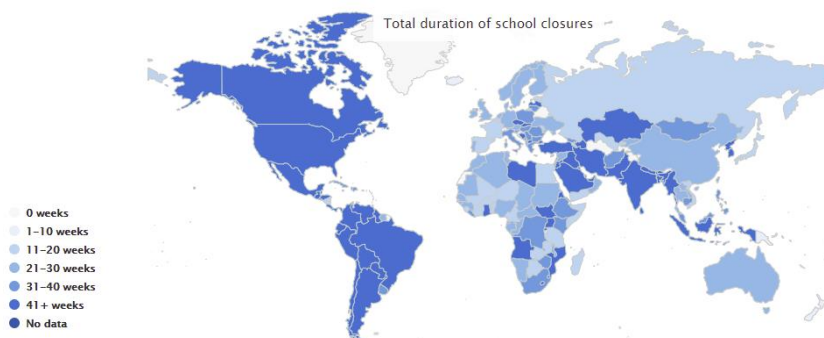 Total duration of school closures
0 weeks
1–10 weeks
11–20 weeks
21–30 weeks
31–40 weeks
41+ weeks
No data